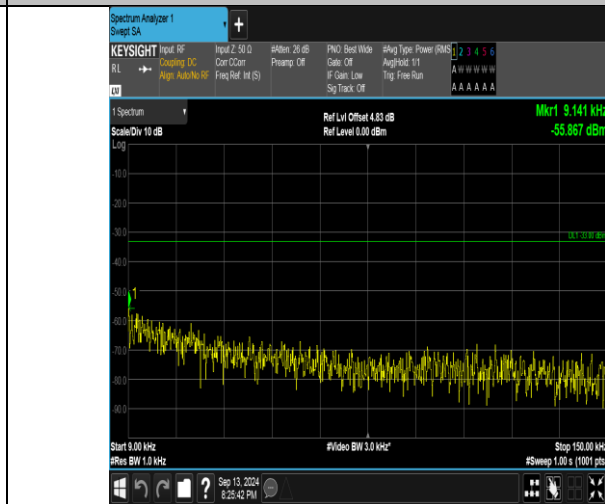 Spectrum Analyzer 1
Swept SA
+
KEYSIGHT Input: RF Input Z: 50 Ω #Atten: 26 dB PNO: Best Wide #Avg Type: Power (RMS 1 2 3 4 5 6
RL Coupling: DC Corr CCorr Preamp: Off Gate: Off Avg|Hold: 1/1 A W W W W W
Align: Auto/No RF Freq Ref: Int (S) IF Gain: Low Trig: Free Run
Sig Track: Off A A A A A A
1 Spectrum Ref Lvl Offset 4.83 dB Mkr1 9.141 kHz
Scale/Div 10 dB Ref Level 0.00 dBm -55.867 dBm
Log
-10.0
-20.0
-30.0
-40.0
-50.0
1
-60.0
-70.0
-80.0
-90.0
Start 9.00 kHz #Video BW 3.0 kHz* Stop 150.00 kHz
#Res BW 1.0 kHz #Sweep 1.00 s (1001 pts
? Sep 13, 2024
8:25:42 PM